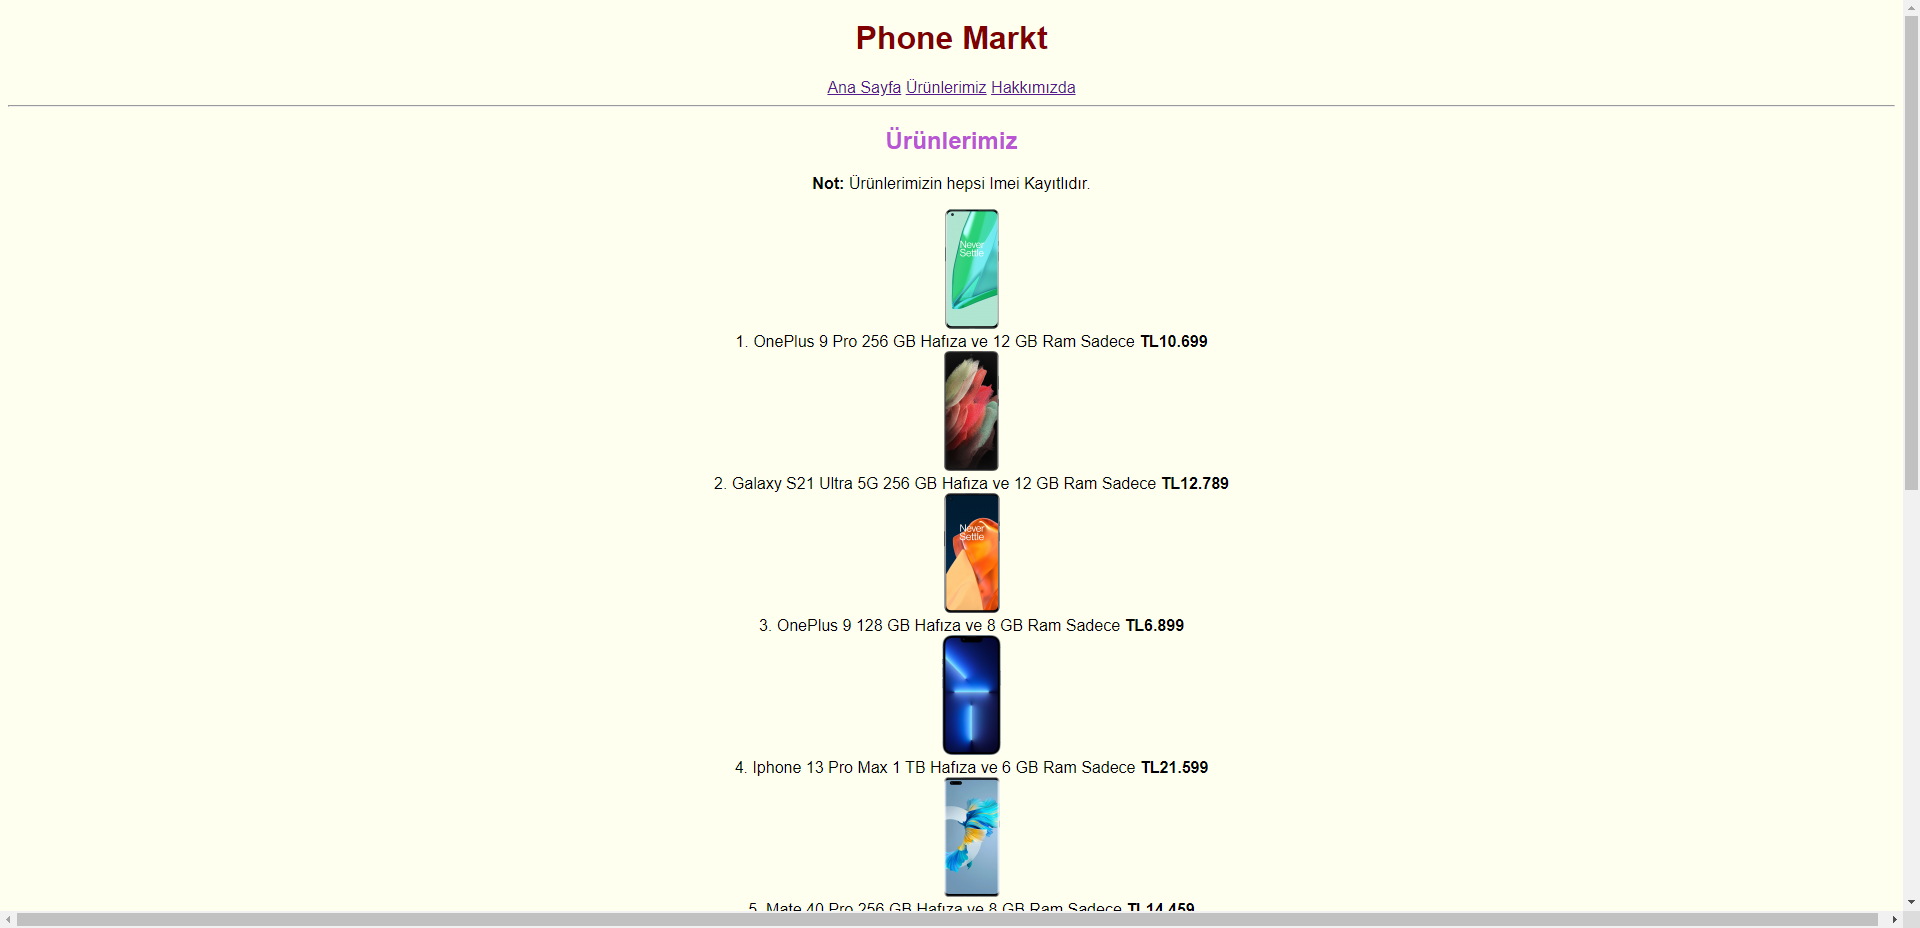 Phone Markt
Ana Sayfa Ürünlerimiz Hakkımızda
Ürünlerimiz
Not: Ürünlerimizin hepsi Imei Kayıtlıdır.
Never
Settle
1. OnePlus 9 Pro 256 GB Hafıza ve 12 GB Ram Sadece TL10.699
2. Galaxy S21 Ultra 5G 256 GB Hafıza ve 12 GB Ram Sadece TL12.789
Never
Settle
3. OnePlus 9 128 GB Hafıza ve 8 GB Ram Sadece TL6.899
4. Iphone 13 Pro Max 1 TB Hafıza ve 6 GB Ram Sadece TL21.599
5. Mate 40 Pro 256 GB Hafıza ve 8 GB Ram Sadece TL14.459